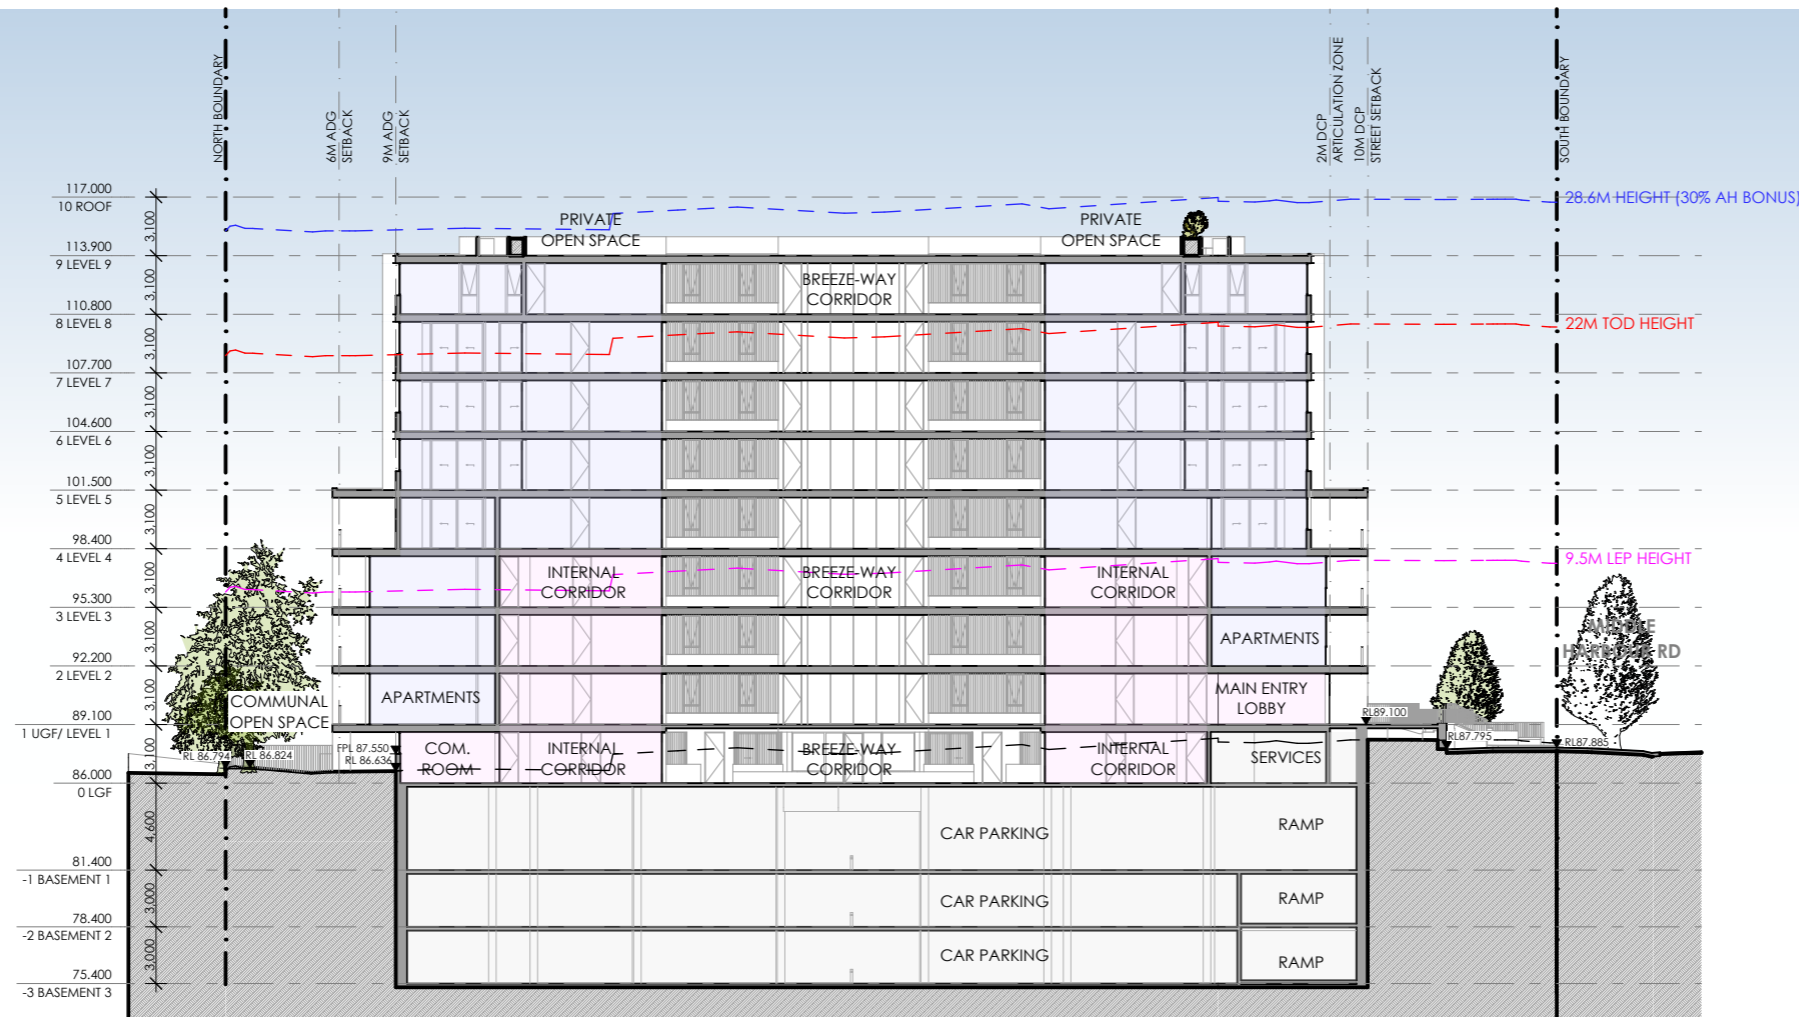 NORTH BOUNDARY
6M ADG
SETBACK
9M ADG
SETBACK
2M DCP
ARTICULATION ZONE
10M DCP
STREET SETBACK
SOUTH BOUNDARY
117.000
10 ROOF
28.6M HEIGHT (30% AH BONUS)
3,100
PRIVATE
OPEN SPACE
PRIVATE
OPEN SPACE
113.900
9 LEVEL 9
3,100
BREEZE-WAY
CORRIDOR
110.800
8 LEVEL 8
22M TOD HEIGHT
3,100
107.700
7 LEVEL 7
3,100
104.600
6 LEVEL 6
3,100
101.500
5 LEVEL 5
3,100
98.400
4 LEVEL 4
9.5M LEP HEIGHT
3,100
INTERNAL
CORRIDOR
BREEZE-WAY
CORRIDOR
INTERNAL
CORRIDOR
95.300
3 LEVEL 3
3,100
APARTMENTS
MIDDLE
HARBOUR RD
92.200
2 LEVEL 2
3,100
COMMUNAL
OPEN SPACE
APARTMENTS
MAIN ENTRY
LOBBY
RL89.100
89.100
1 UGF/ LEVEL 1
3,100
RL 86.794
RL 86.824
FPL 87.550
RL 86.636
COM.
ROOM
INTERNAL
CORRIDOR
BREEZE-WAY
CORRIDOR
INTERNAL
CORRIDOR
SERVICES
RL87.795
RL87.885
86.000
0 LGF
4,600
CAR PARKING
RAMP
81.400
-1 BASEMENT 1
3,000
CAR PARKING
RAMP
78.400
-2 BASEMENT 2
3,000
CAR PARKING
RAMP
75.400
-3 BASEMENT 3